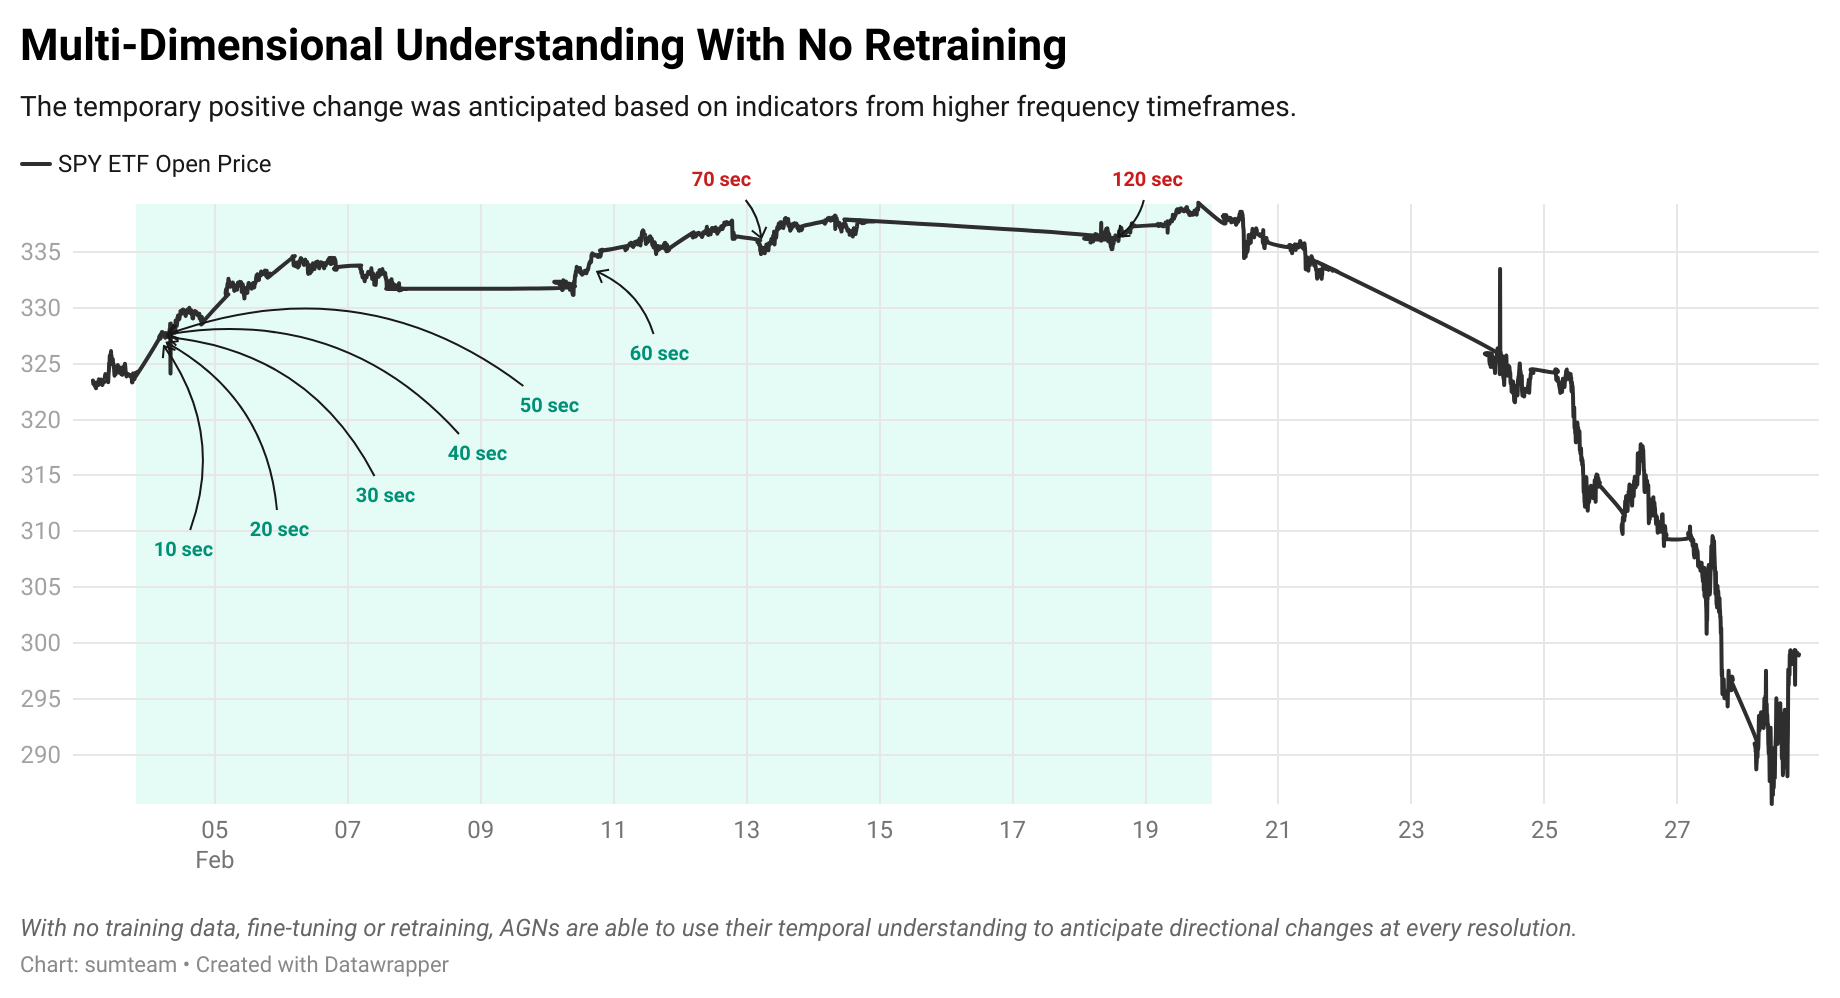 Multi-Dimensional Understanding With No Retraining
The temporary positive change was anticipated based on indicators from higher frequency timeframes.
SPY ETF Open Price
70 sec
120 sec
335
330
325
320
315
310
305
300
295
290
60 sec
50 sec
40 sec
30 sec
20 sec
10 sec
05 07 09 11 13 15 17 19 21 23 25 27
Feb
With no training data, fine-tuning or retraining, AGNs are able to use their temporal understanding to anticipate directional changes at every resolution.
Chart: sumteam • Created with Datawrapper